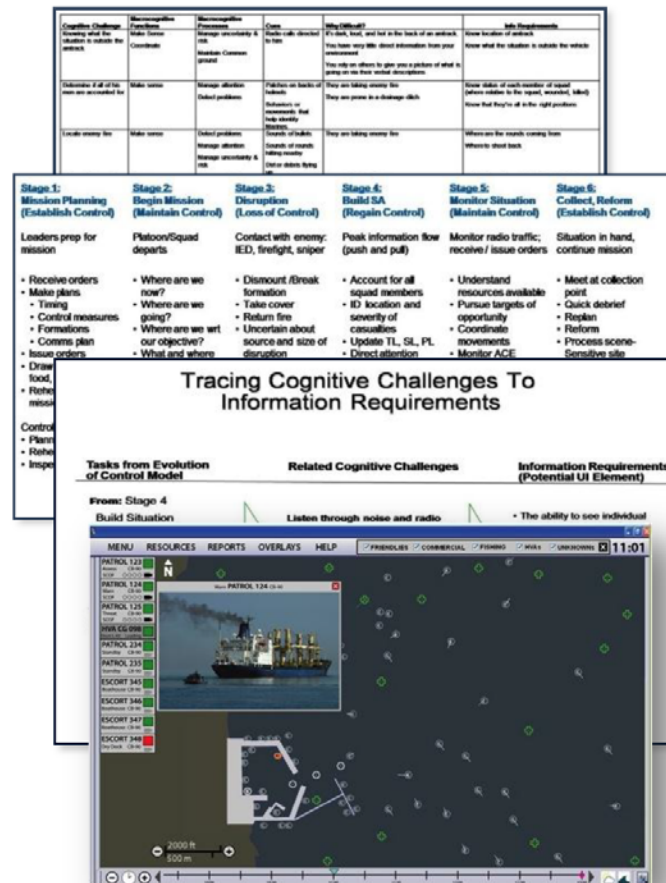 Cognitive Challenge
Macrocognitive Functions
Macrocognitive Processes
Cues
Why Difficult?
Info Requirements
Knowing what the situation is outside the amtrack
Make Sense
Coordinate
Manage uncertainty & risk
Maintain Common ground
Radio calls directed to him
It's dark, loud, and hot in the back of an amtrack.
You have very little direct information from your environment
You rely on others to give you a picture of what is going on via their verbal descriptions
Know location of amtrack
Know what the situation is outside the vehicle
Determine if all of his men are accounted for
Make sense
Manage attention
Detect problems
Patches on backs of helmets
Behaviors or movements that help identify Marines
They are taking enemy fire
They are prone in a drainage ditch
Know status of each member of squad (where relative to the squad, wounded, killed)
Know that they're all in the right positions
Locate enemy fire
Make sense
Detect problems
Manage attention
Manage uncertainty & risk
Sounds of bullets
Sounds of rounds hitting nearby
Dirt or debris flying up
They are taking enemy fire
Where are the rounds coming from
Where to shoot back
Stage 1:
Mission Planning
(Establish Control)
Leaders prep for
mission
• Receive orders
• Make plans
• Timing
• Control measures
• Formations
• Comms plan
• Issue orders
• Draw
food,
• Rehe
missi
Control
• Plann
• Rehe
• Inspe
Stage 2:
Begin Mission
(Maintain Control)
Platoon/Squad
departs
• Where are we
now?
• Where are we
going?
• Where are we wrt
our objective?
• What and where
Stage 3:
Disruption
(Loss of Control)
Contact with enemy:
IED, firefight, sniper
• Dismount /Break
formation
• Take cover
• Return fire
• Uncertain about
source and size of
disruption
Stage 4:
Build SA
(Regain Control)
Peak information flow
(push and pull)
• Account for all
squad members
• ID location and
severity of
casualties
• Update TL, SL, PL
• Direct attention
Stage 5:
Monitor Situation
(Maintain Control)
Monitor radio traffic;
receive / issue orders
• Understand
resources available
• Pursue targets of
opportunity
• Coordinate
movements
• Monitor ACE
Stage 6:
Collect, Reform
(Establish Control)
Situation in hand,
continue mission
• Meet at collection
point
• Quick debrief
• Replan
• Reform
• Process scene-
Sensitive site
Tracing Cognitive Challenges To
Information Requirements
Tasks from Evolution
of Control Model
Related Cognitive Challenges
Information Requirements
(Potential UI Element)
From: Stage 4
Build Situation
Listen through noise and radio
• The ability to see individual
MENU RESOURCES REPORTS OVERLAYS HELP
FRIENDLIES COMMERCIAL FISHING HVAs UNKNOWNS 11:01
PATROL 123
PATROL 124
PATROL 125
HVA CG 098
PATROL 234
PATROL 235
ESCORT 345
ESCORT 346
ESCORT 347
ESCORT 348
Dry Dock CB-90
N
PATROL 124 CB-90
2000 ft
500 m